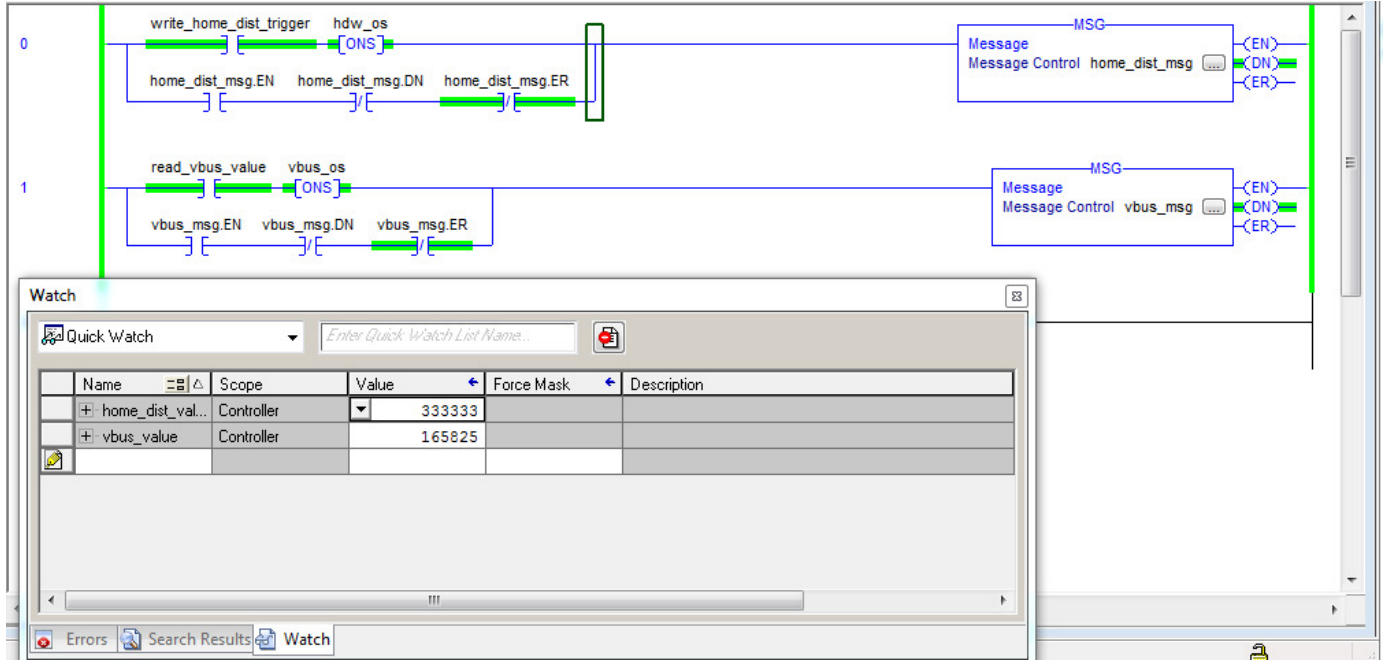 write_home_dist_trigger hdw_os
MSG
0
ONS
Message
EN
Message Control home_dist_msg ...
DN
ER
home_dist_msg.EN home_dist_msg.DN home_dist_msg.ER
/ /
read_vbus_value vbus_os
MSG
1
ONS
Message
EN
Message Control vbus_msg ...
DN
ER
vbus_msg.EN vbus_msg.DN vbus_msg.ER
/ /
Watch
Quick Watch
Enter Quick Watch List Name...
Name Scope Value Force Mask Description
home_dist_val... Controller 333333
vbus_value Controller 165825
Errors Search Results Watch